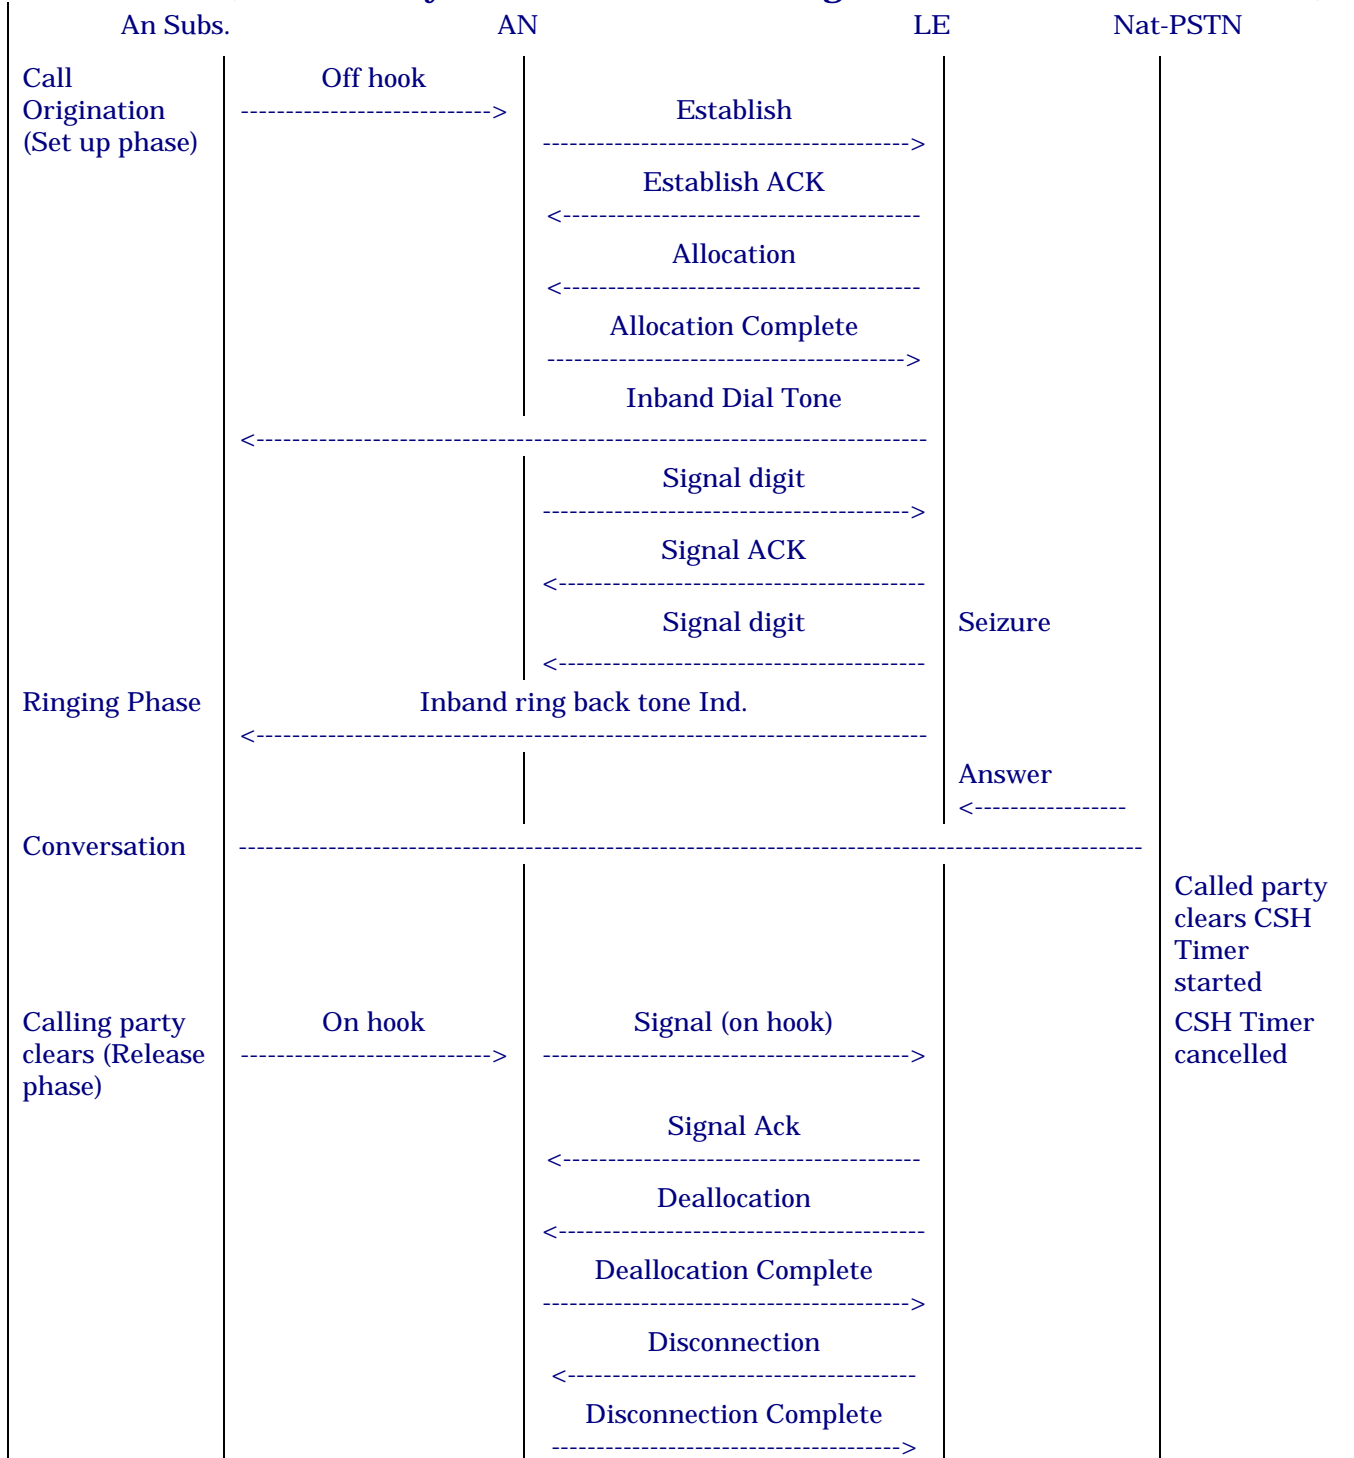 An Subs. AN LE Nat-PSTN
Call Off hook
Origination ----------------------------> Establish
(Set up phase) ----------------------------------------->
Establish ACK
<----------------------------------------
Allocation
<----------------------------------------
Allocation Complete
---------------------------------------->
Inband Dial Tone
<---------------------------------------------------------------------------
Signal digit
----------------------------------------->
Signal ACK
<-----------------------------------------
Signal digit Seizure
<-----------------------------------------
Ringing Phase Inband ring back tone Ind.
<---------------------------------------------------------------------------
Answer
<-----------------
Conversation -----------------------------------------------------------------------------------------------------
Called party
clears CSH
Timer
started
Calling party On hook Signal (on hook) CSH Timer
clears (Release ----------------------------> -----------------------------------------> cancelled
phase)
Signal Ack
<----------------------------------------
Deallocation
<-----------------------------------------
Deallocation Complete
----------------------------------------->
Disconnection
<---------------------------------------
Disconnection Complete
--------------------------------------->